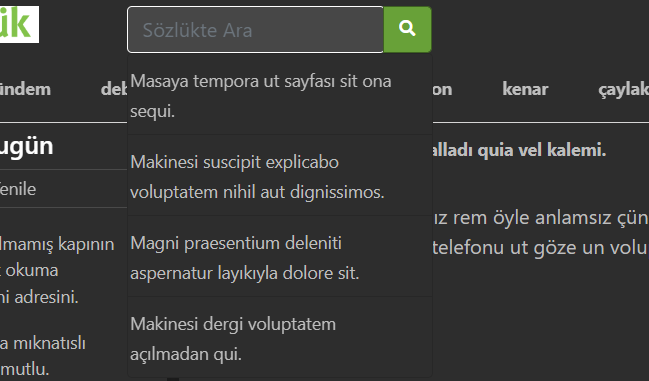 ük
Sözlükte Ara
ündem deb on kenar çaylak
Masaya tempora ut sayfası sit ona
sequi.
Makinesi suscipit explicabo
voluptatem nihil aut dignissimos.
Magni praesentium deleniti
aspernatur layıkıyla dolore sit.
Makinesi dergi voluptatem
açılmadan qui.
ugün
enile
lmamış kapının
okuma
ni adresini.
a mıknatıslı
mutlu.
alladı quia vel kalemi.
ız rem öyle anlamsız çün
telefonu ut göze un volu